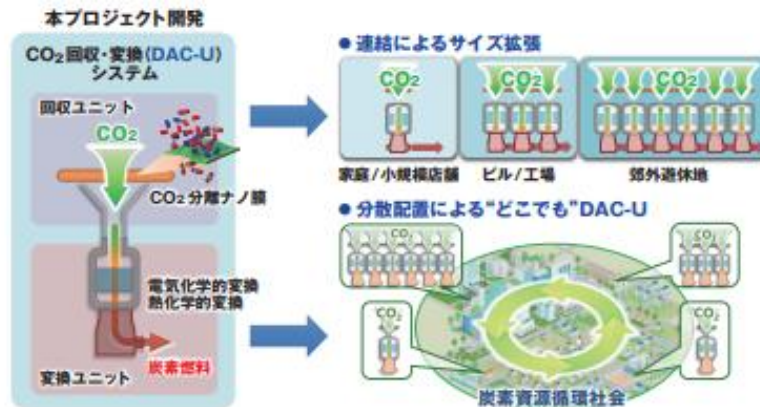 本プロジェクト開発
CO₂回収・変換(DAC-U)
システム
回収ユニット
CO₂
CO₂分離ナノ膜
電気化学的変換
熱化学的変換
炭素燃料
変換ユニット
● 連結によるサイズ拡張
CO₂
CO₂
CO₂
家庭/小規模店舗
ビル/工場
郊外遊休地
● 分散配置による“どこでも”DAC-U
CO₂
CO₂
CO₂
CO₂
炭素資源循環社会